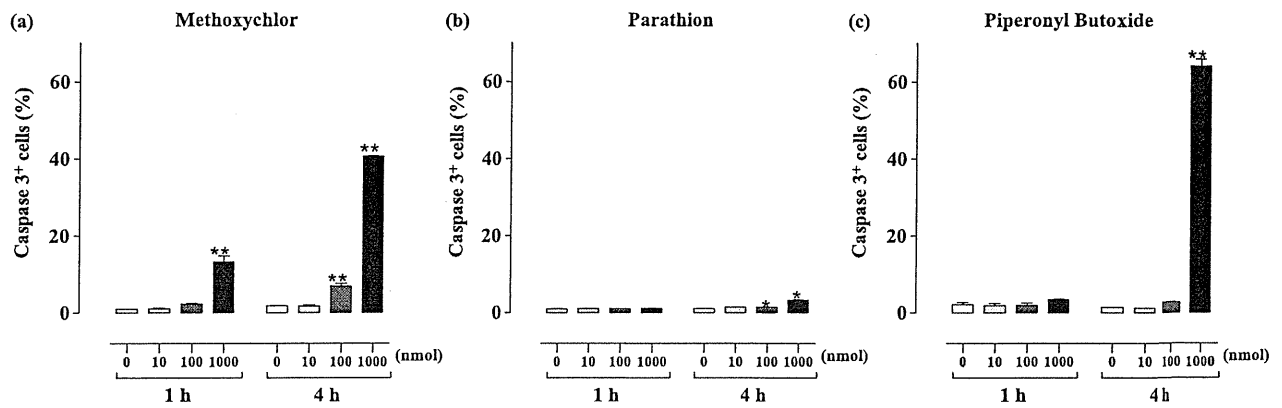 (a) Methoxychlor
Caspase 3⁺ cells (%)
60
40
20
0
**
**
**
0 10 100 1000 0 10 100 1000 (nmol)
1 h 4 h
(b) Parathion
Caspase 3⁺ cells (%)
60
40
20
0
*
*
0 10 100 1000 0 10 100 1000 (nmol)
1 h 4 h
(c) Piperonyl Butoxide
Caspase 3⁺ cells (%)
60
40
20
0
**
0 10 100 1000 0 10 100 1000 (nmol)
1 h 4 h